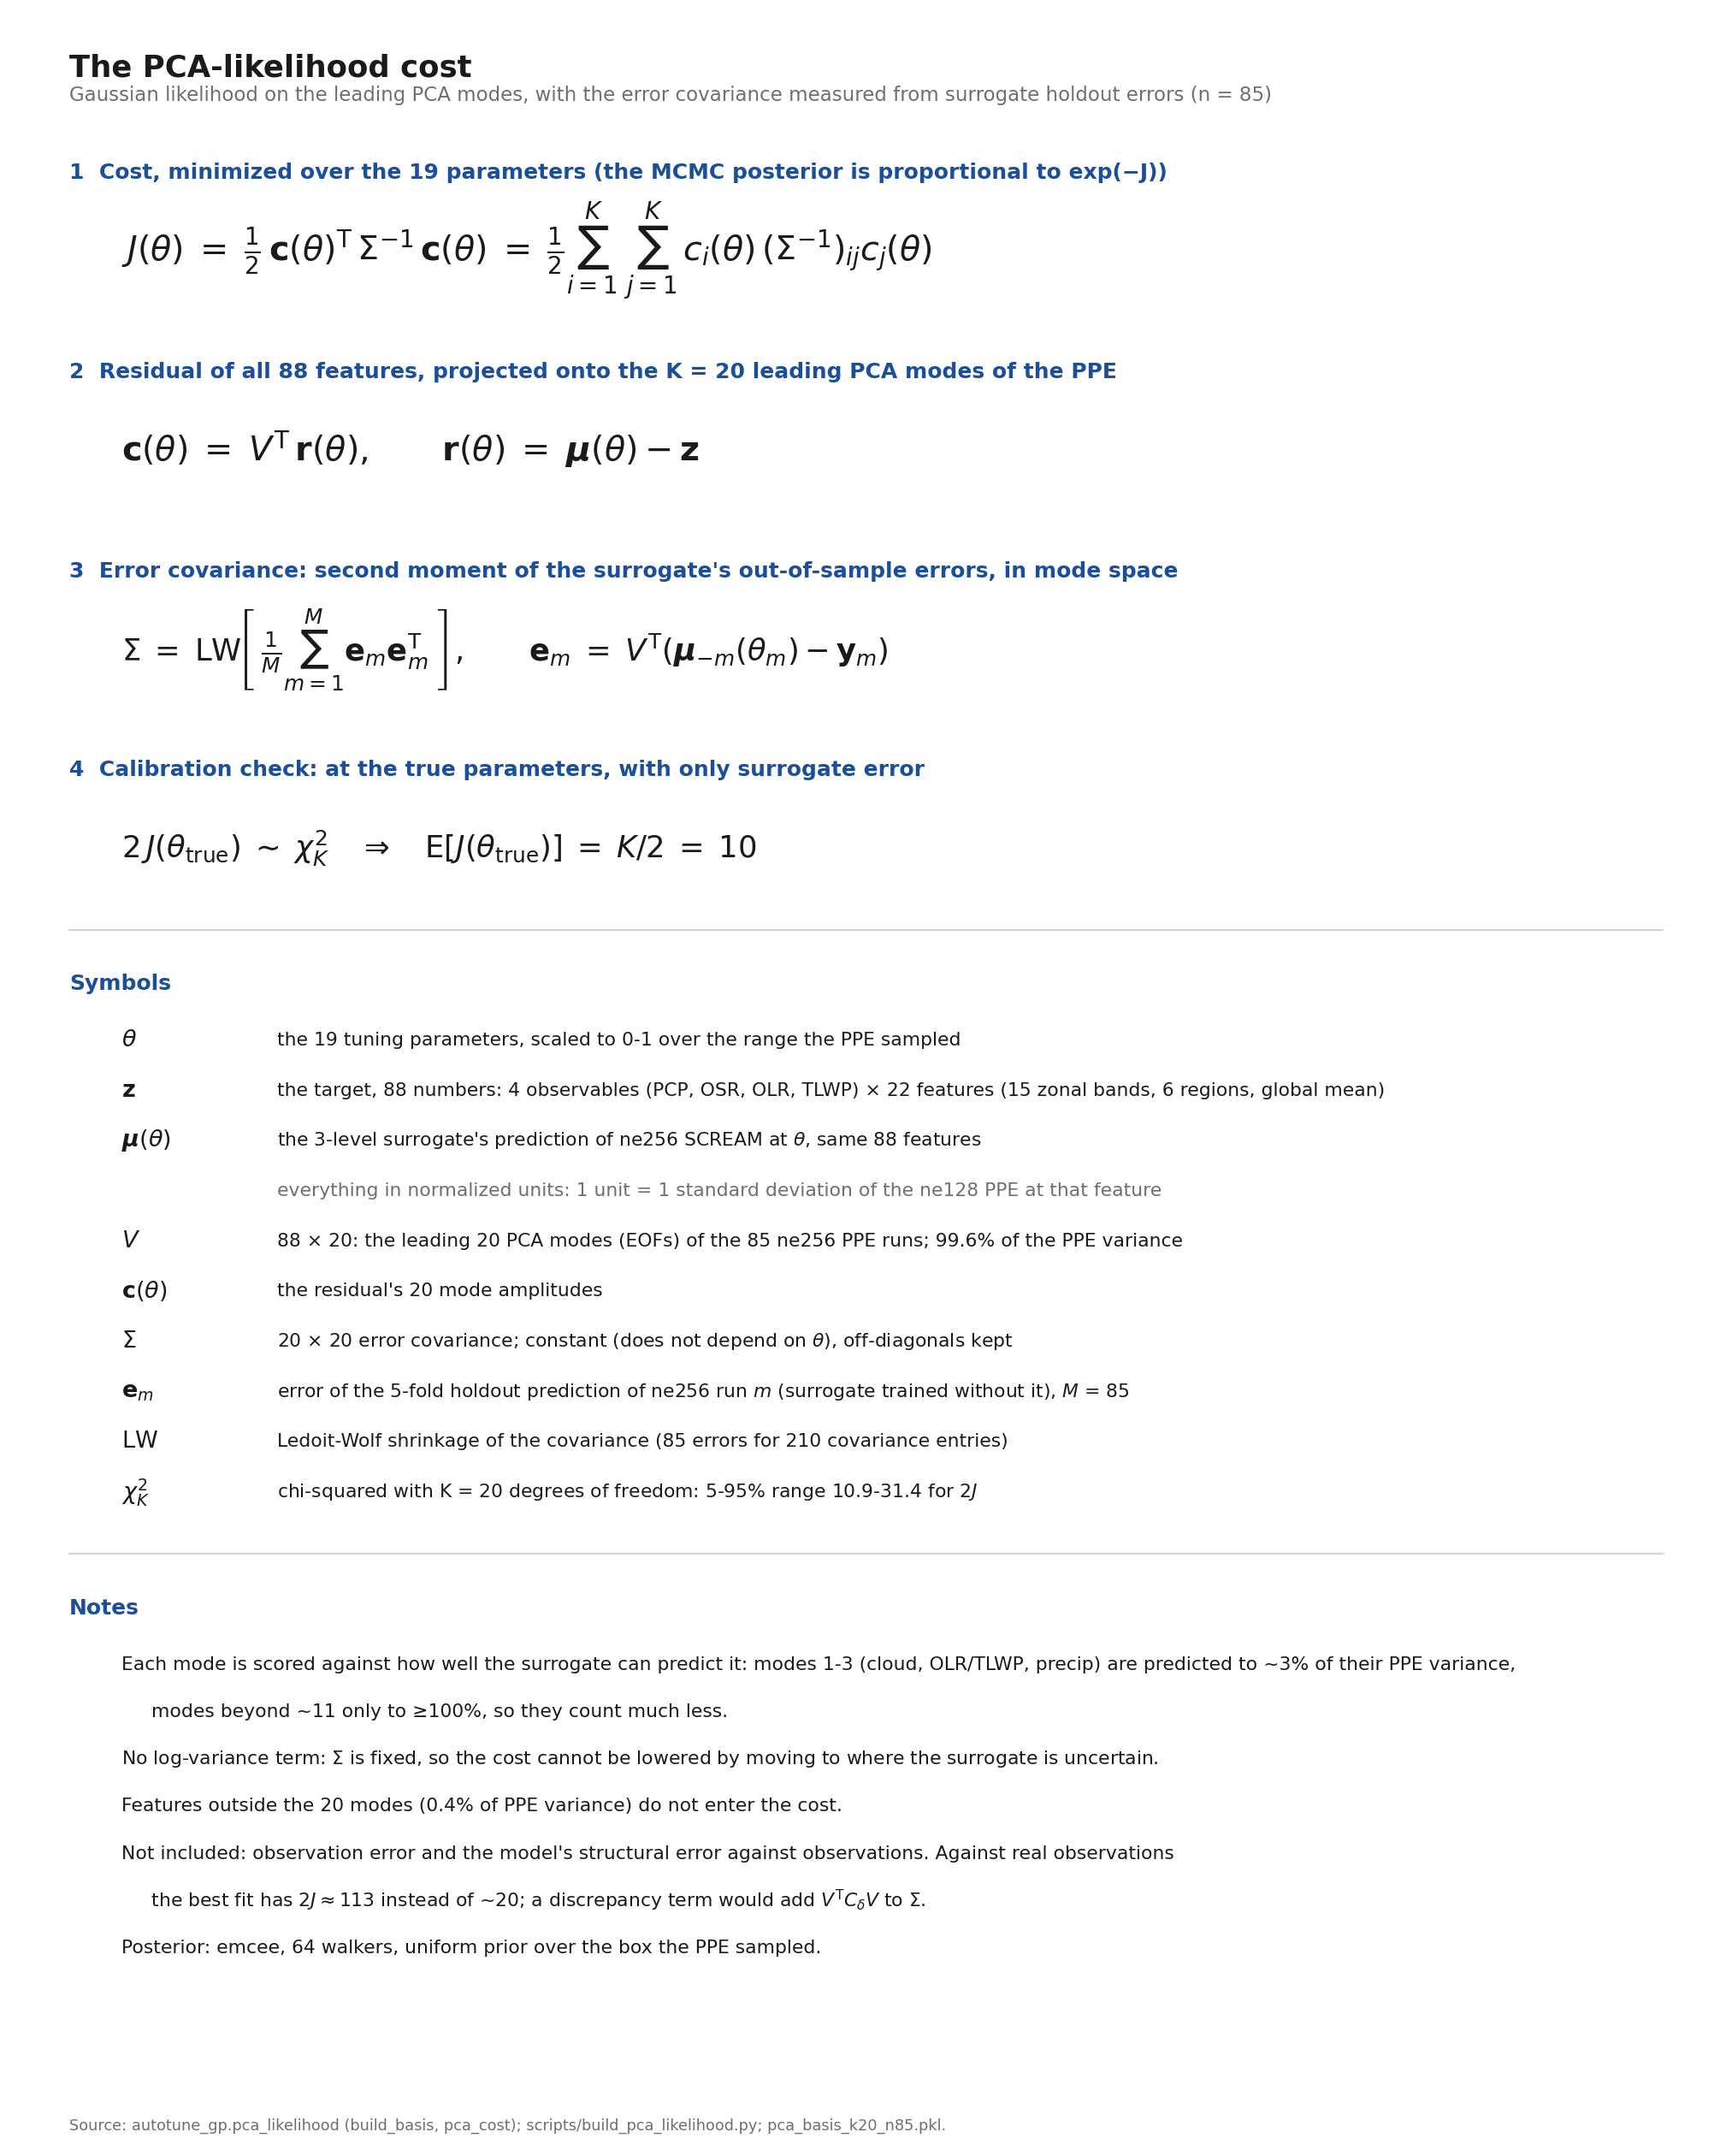 The PCA-likelihood cost
Gaussian likelihood on the leading PCA modes, with the error covariance measured from surrogate holdout errors (n = 85)
1 Cost, minimized over the 19 parameters (the MCMC posterior is proportional to exp(−J))
J(θ) = ½ c(θ)ᵀ Σ⁻¹ c(θ) = ½ ∑_{i=1}^{K} ∑_{j=1}^{K} c_i(θ) (Σ⁻¹)_{ij} c_j(θ)
2 Residual of all 88 features, projected onto the K = 20 leading PCA modes of the PPE
c(θ) = Vᵀ r(θ), r(θ) = μ(θ) − z
3 Error covariance: second moment of the surrogate's out-of-sample errors, in mode space
Σ = LW[ 1/M ∑_{m=1}^{M} e_m e_mᵀ ], e_m = Vᵀ(μ_{−m}(θ_m) − y_m)
4 Calibration check: at the true parameters, with only surrogate error
2 J(θ_true) ~ χ²_K ⇒ E[J(θ_true)] = K/2 = 10
Symbols
θ the 19 tuning parameters, scaled to 0-1 over the range the PPE sampled
z the target, 88 numbers: 4 observables (PCP, OSR, OLR, TLWP) × 22 features (15 zonal bands, 6 regions, global mean)
μ(θ) the 3-level surrogate's prediction of ne256 SCREAM at θ, same 88 features
everything in normalized units: 1 unit = 1 standard deviation of the ne128 PPE at that feature
V 88 × 20: the leading 20 PCA modes (EOFs) of the 85 ne256 PPE runs; 99.6% of the PPE variance
c(θ) the residual's 20 mode amplitudes
Σ 20 × 20 error covariance; constant (does not depend on θ), off-diagonals kept
e_m error of the 5-fold holdout prediction of ne256 run m (surrogate trained without it), M = 85
LW Ledoit-Wolf shrinkage of the covariance (85 errors for 210 covariance entries)
χ²_K chi-squared with K = 20 degrees of freedom: 5-95% range 10.9-31.4 for 2J
Notes
Each mode is scored against how well the surrogate can predict it: modes 1-3 (cloud, OLR/TLWP, precip) are predicted to ~3% of their PPE variance,
modes beyond ~11 only to ≥100%, so they count much less.
No log-variance term: Σ is fixed, so the cost cannot be lowered by moving to where the surrogate is uncertain.
Features outside the 20 modes (0.4% of PPE variance) do not enter the cost.
Not included: observation error and the model's structural error against observations. Against real observations
the best fit has 2J ≈ 113 instead of ~20; a discrepancy term would add VᵀC_δV to Σ.
Posterior: emcee, 64 walkers, uniform prior over the box the PPE sampled.
Source: autotune_gp.pca_likelihood (build_basis, pca_cost); scripts/build_pca_likelihood.py; pca_basis_k20_n85.pkl.